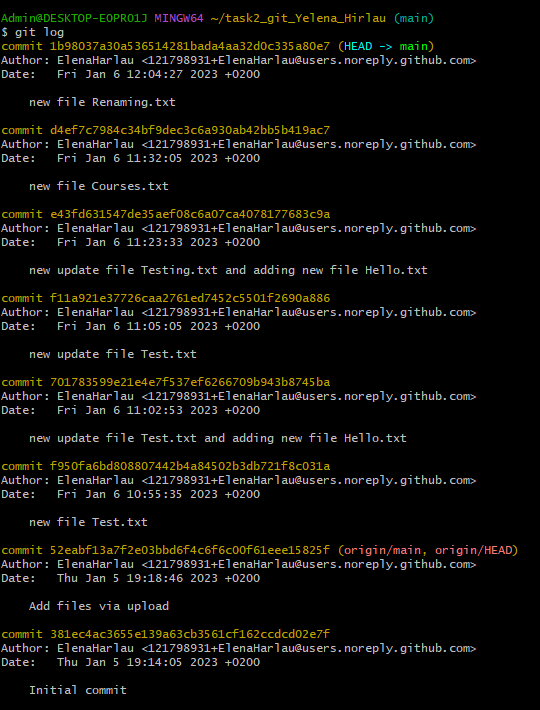 Admin@DESKTOP-EOPRO1J MINGW64 ~/task2_git_Yelena_Hirlau (main)
$ git log
commit 1b98037a30a536514281bada4aa32d0c335a80e7 (HEAD -> main)
Author: ElenaHarlau <121798931+ElenaHarlau@users.noreply.github.com>
Date:   Fri Jan 6 12:04:27 2023 +0200
    new file Renaming.txt
commit d4ef7c7984c34bf9dec3c6a930ab42bb5b419ac7
Author: ElenaHarlau <121798931+ElenaHarlau@users.noreply.github.com>
Date:   Fri Jan 6 11:32:05 2023 +0200
    new file Courses.txt
commit e43fd631547de35aef08c6a07ca4078177683c9a
Author: ElenaHarlau <121798931+ElenaHarlau@users.noreply.github.com>
Date:   Fri Jan 6 11:23:33 2023 +0200
    new update file Testing.txt and adding new file Hello.txt
commit f11a921e37726caa2761ed7452c5501f2690a886
Author: ElenaHarlau <121798931+ElenaHarlau@users.noreply.github.com>
Date:   Fri Jan 6 11:05:05 2023 +0200
    new update file Test.txt
commit 701783599e21e4e7f537ef6266709b943b8745ba
Author: ElenaHarlau <121798931+ElenaHarlau@users.noreply.github.com>
Date:   Fri Jan 6 11:02:53 2023 +0200
    new update file Test.txt and adding new file Hello.txt
commit f950fa6bd808807442b4a84502b3db721f8c031a
Author: ElenaHarlau <121798931+ElenaHarlau@users.noreply.github.com>
Date:   Fri Jan 6 10:55:35 2023 +0200
    new file Test.txt
commit 52eabf13a7f2e03bbd6f4c6f6c00f61eee15825f (origin/main, origin/HEAD)
Author: ElenaHarlau <121798931+ElenaHarlau@users.noreply.github.com>
Date:   Thu Jan 5 19:18:46 2023 +0200
    Add files via upload
commit 381ec4ac3655e139a63cb3561cf162ccdcd02e7f
Author: ElenaHarlau <121798931+ElenaHarlau@users.noreply.github.com>
Date:   Thu Jan 5 19:14:05 2023 +0200
    Initial commit